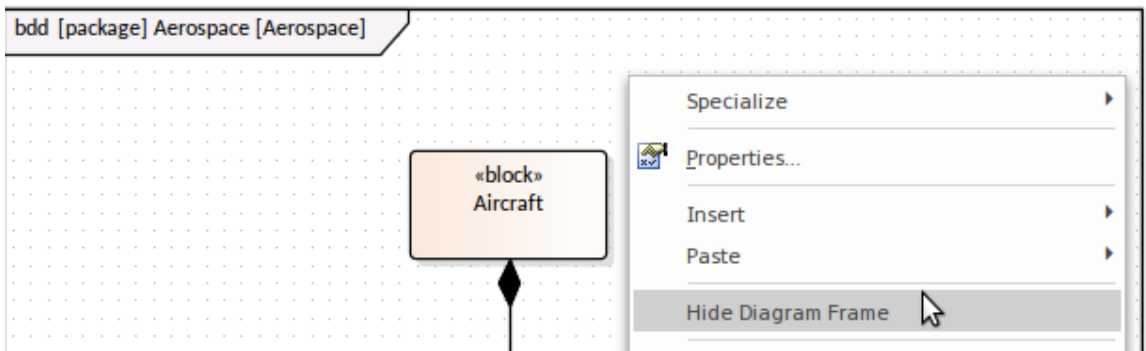 bdd [package] Aerospace [Aerospace]
«block»
Aircraft
Specialize
Properties...
Insert
Paste
Hide Diagram Frame